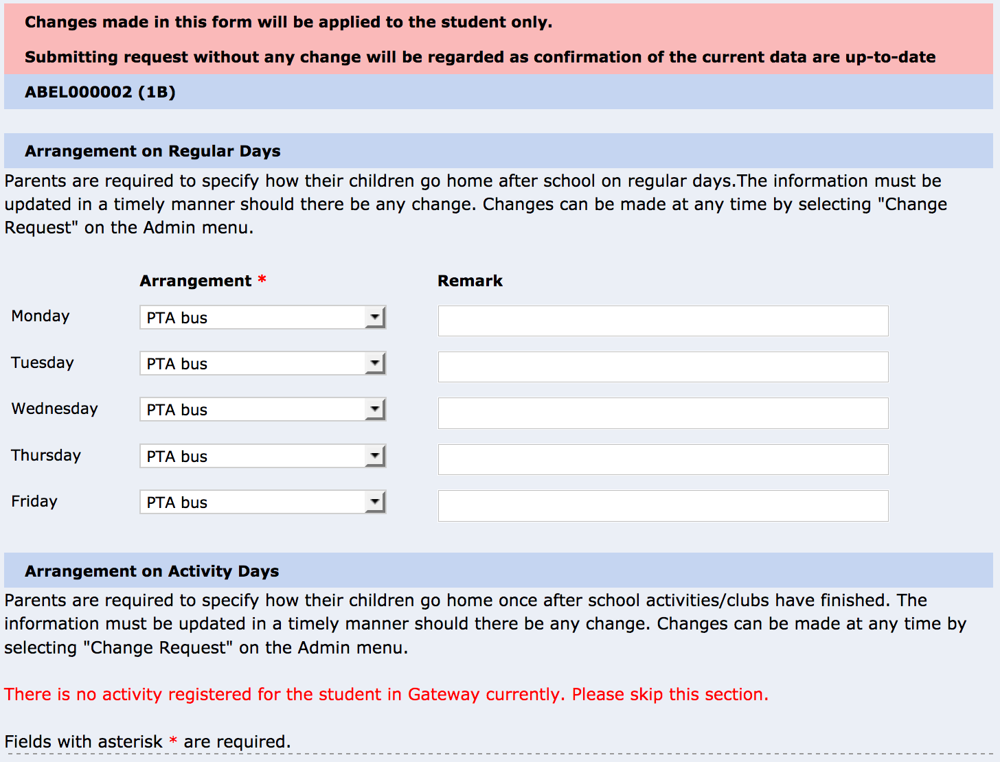 Changes made in this form will be applied to the student only.
Submitting request without any change will be regarded as confirmation of the current data are up-to-date
ABEL000002 (1B)
Arrangement on Regular Days
Parents are required to specify how their children go home after school on regular days.The information must be
updated in a timely manner should there be any change. Changes can be made at any time by selecting "Change
Request" on the Admin menu.
Arrangement * Remark
Monday PTA bus
Tuesday PTA bus
Wednesday PTA bus
Thursday PTA bus
Friday PTA bus
Arrangement on Activity Days
Parents are required to specify how their children go home once after school activities/clubs have finished. The
information must be updated in a timely manner should there be any change. Changes can be made at any time by
selecting "Change Request" on the Admin menu.
There is no activity registered for the student in Gateway currently. Please skip this section.
Fields with asterisk * are required.